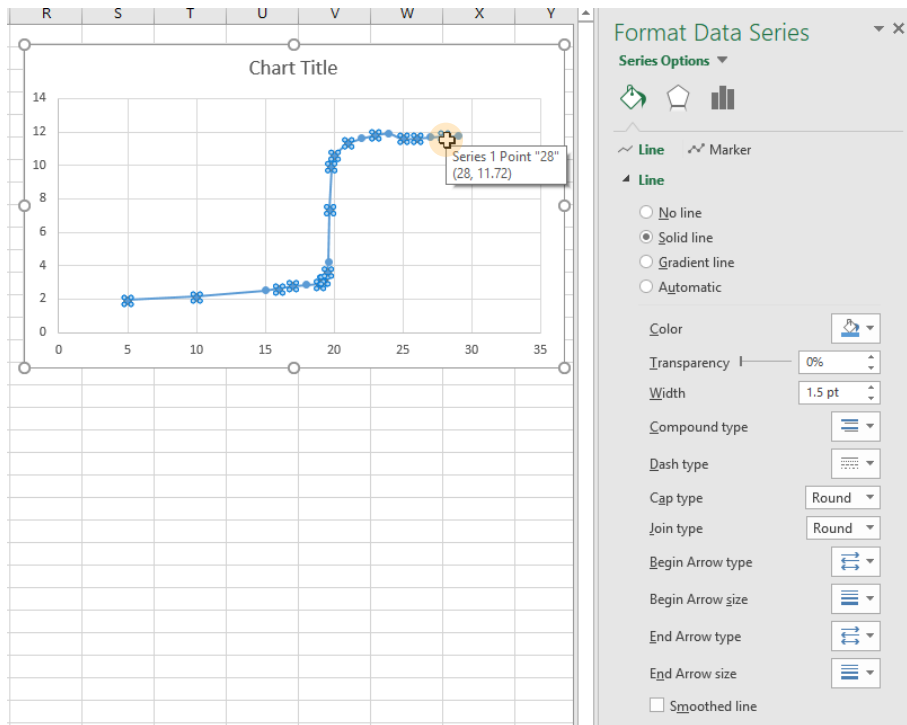 R S T U V W X Y
Chart Title
14
12
10
8
6
4
2
0
0 5 10 15 20 25 30 35
Series 1 Point "28"
(28, 11.72)
Format Data Series
Series Options
Line Marker
Line
No line
Solid line
Gradient line
Automatic
Color
Transparency 0%
Width 1.5 pt
Compound type
Dash type
Cap type Round
Join type Round
Begin Arrow type
Begin Arrow size
End Arrow type
End Arrow size
Smoothed line